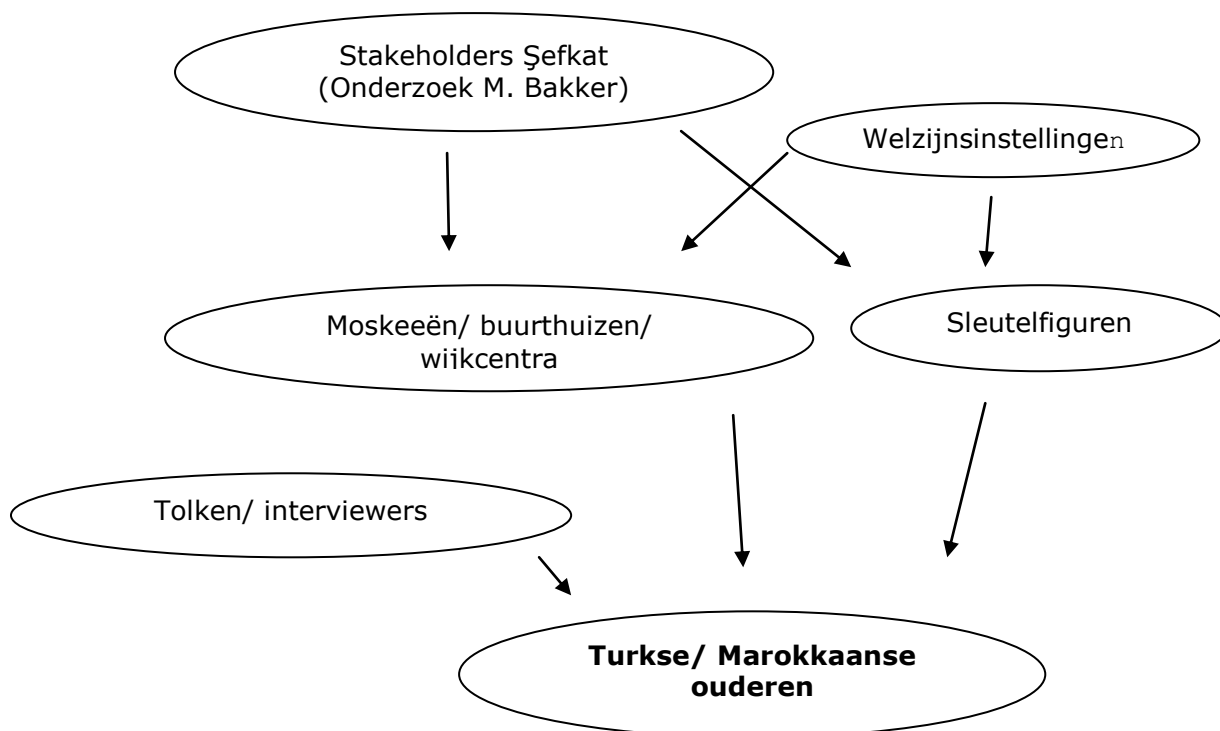 Stakeholders Şefkat
(Onderzoek M. Bakker)
Welzijnsinstellingen
Moskeeën/ buurthuizen/
wijkcentra
Sleutelfiguren
Tolken/ interviewers
Turkse/ Marokkaanse
ouderen